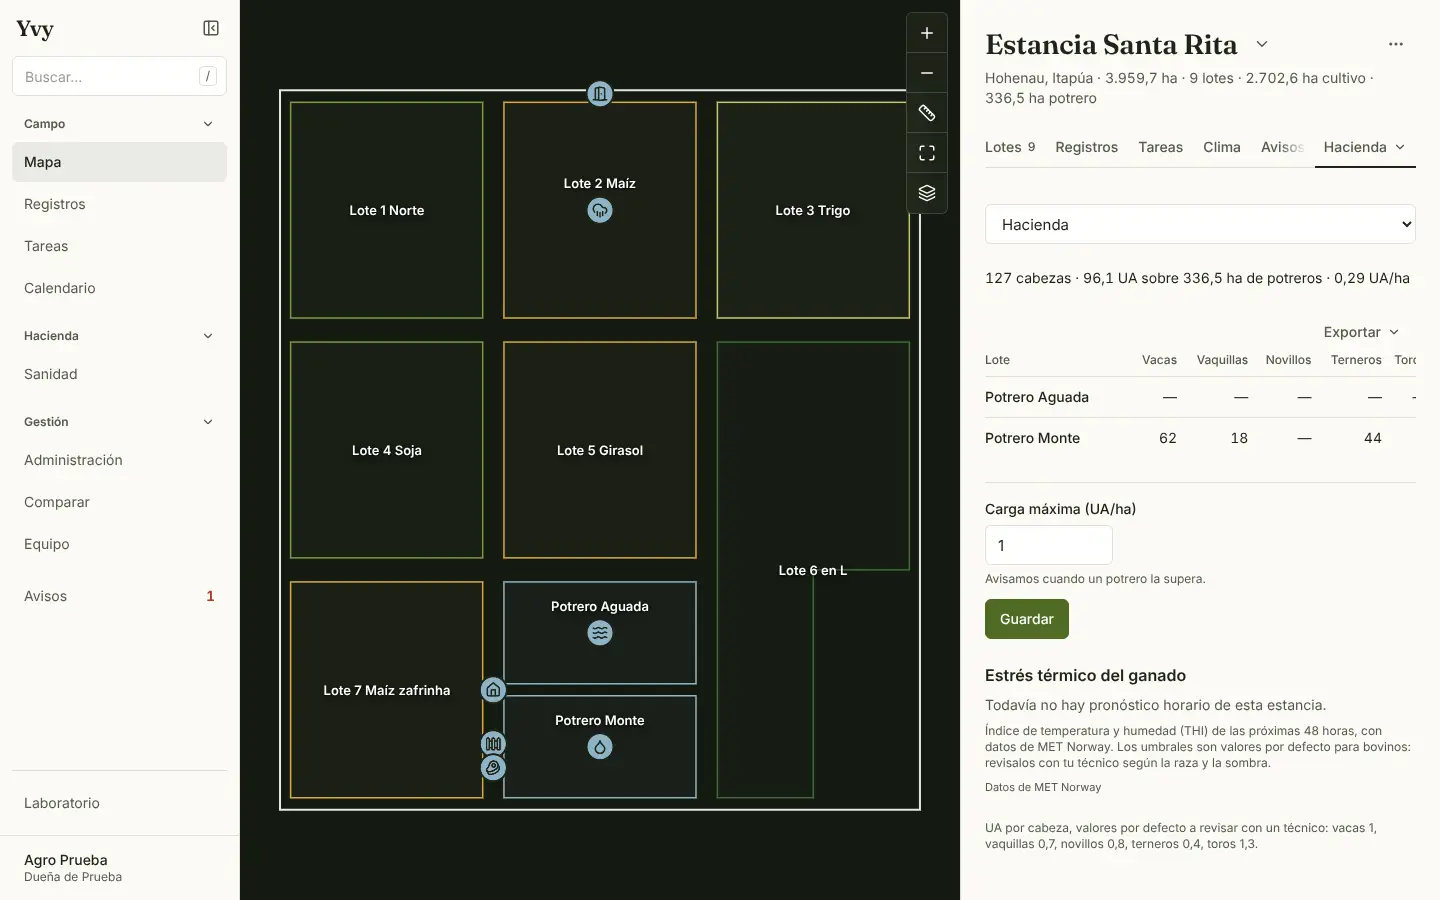 Yvy
Buscar...
/
Campo
Mapa
Registros
Tareas
Calendario
Hacienda
Sanidad
Gestión
Administración
Comparar
Equipo
Avisos 1
Laboratorio
Agro Prueba
Dueña de Prueba
Lote 1 Norte
Lote 2 Maíz
Lote 3 Trigo
Lote 4 Soja
Lote 5 Girasol
Lote 6 en L
Lote 7 Maíz zafrinha
Potrero Aguada
Potrero Monte
Estancia Santa Rita
Hohenau, Itapúa · 3.959,7 ha · 9 lotes · 2.702,6 ha cultivo ·
336,5 ha potrero
Lotes 9 Registros Tareas Clima Avisos Hacienda
Hacienda
127 cabezas · 96,1 UA sobre 336,5 ha de potreros · 0,29 UA/ha
Exportar
Lote Vacas Vaquillas Novillos Terneros
Potrero Aguada — — — —
Potrero Monte 62 18 — 44
Carga máxima (UA/ha)
1
Avisamos cuando un potrero la supera.
Guardar
Estrés térmico del ganado
Todavía no hay pronóstico horario de esta estancia.
Índice de temperatura y humedad (THI) de las próximas 48 horas, con
datos de MET Norway. Los umbrales son valores por defecto para bovinos:
revisalos con tu técnico según la raza y la sombra.
Datos de MET Norway
UA por cabeza, valores por defecto a revisar con un técnico: vacas 1,
vaquillas 0,7, novillos 0,8, terneros 0,4, toros 1,3.